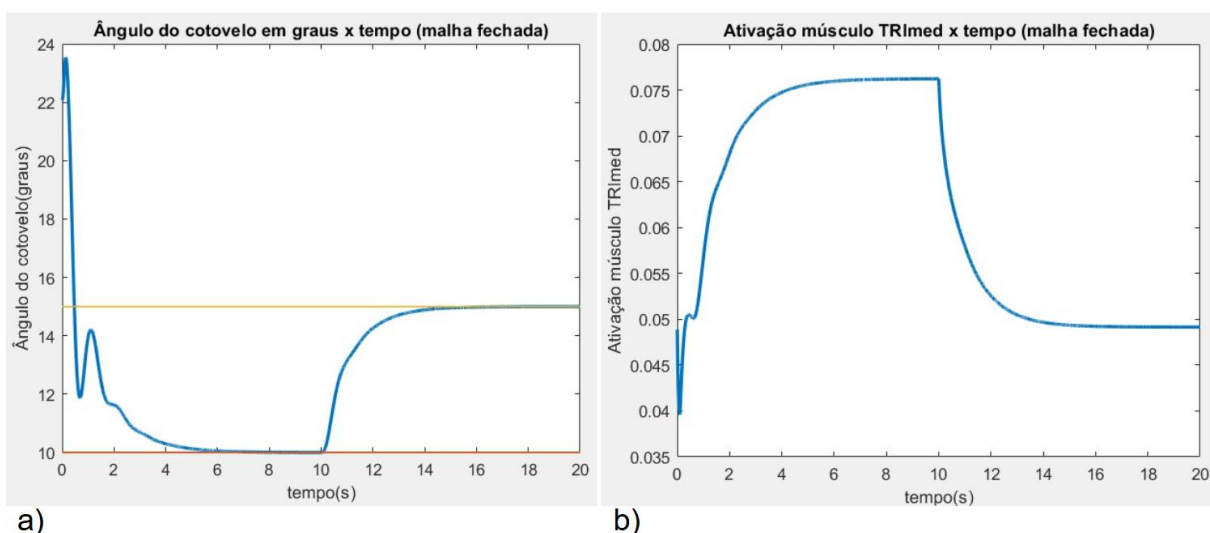 Ângulo do cotovelo em graus x tempo (malha fechada)
24
22
20
18
16
14
12
10
0 2 4 6 8 10 12 14 16 18 20
Ângulo do cotovelo(graus)
tempo(s)
a)
Ativação músculo TRImed x tempo (malha fechada)
0.08
0.075
0.07
0.065
0.06
0.055
0.05
0.045
0.04
0.035
0 2 4 6 8 10 12 14 16 18 20
Ativação músculo TRImed
tempo(s)
b)